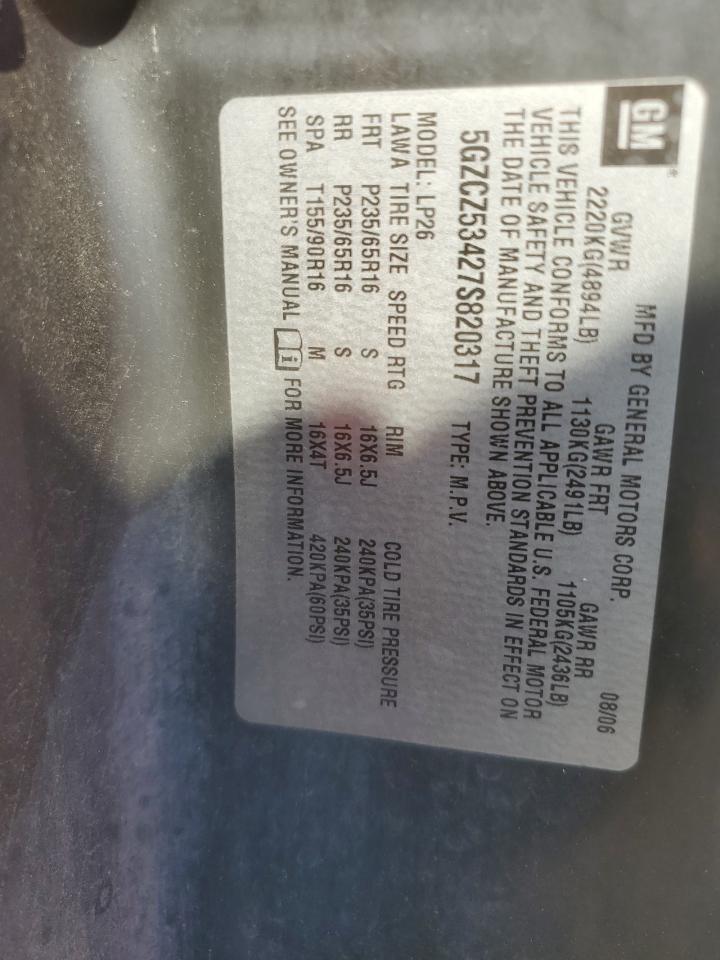 GM®
MFD BY GENERAL MOTORS CORP. 08/06
GVWR GAWR FRT GAWR RR
2220KG(4894LB) 1130KG(2491LB) 1105KG(2436LB)
THIS VEHICLE CONFORMS TO ALL APPLICABLE U.S. FEDERAL MOTOR
VEHICLE SAFETY AND THEFT PREVENTION STANDARDS IN EFFECT ON
THE DATE OF MANUFACTURE SHOWN ABOVE.
5GZCZ53427S820317 TYPE: M.P.V.
MODEL: LP26
LAWA TIRE SIZE SPEED RTG RIM COLD TIRE PRESSURE
FRT P235/65R16 S 16X6.5J 240KPA(35PSI)
RR P235/65R16 S 16X6.5J 240KPA(35PSI)
SPA T155/90R16 M 16X4T 420KPA(60PSI)
SEE OWNER'S MANUAL i FOR MORE INFORMATION.